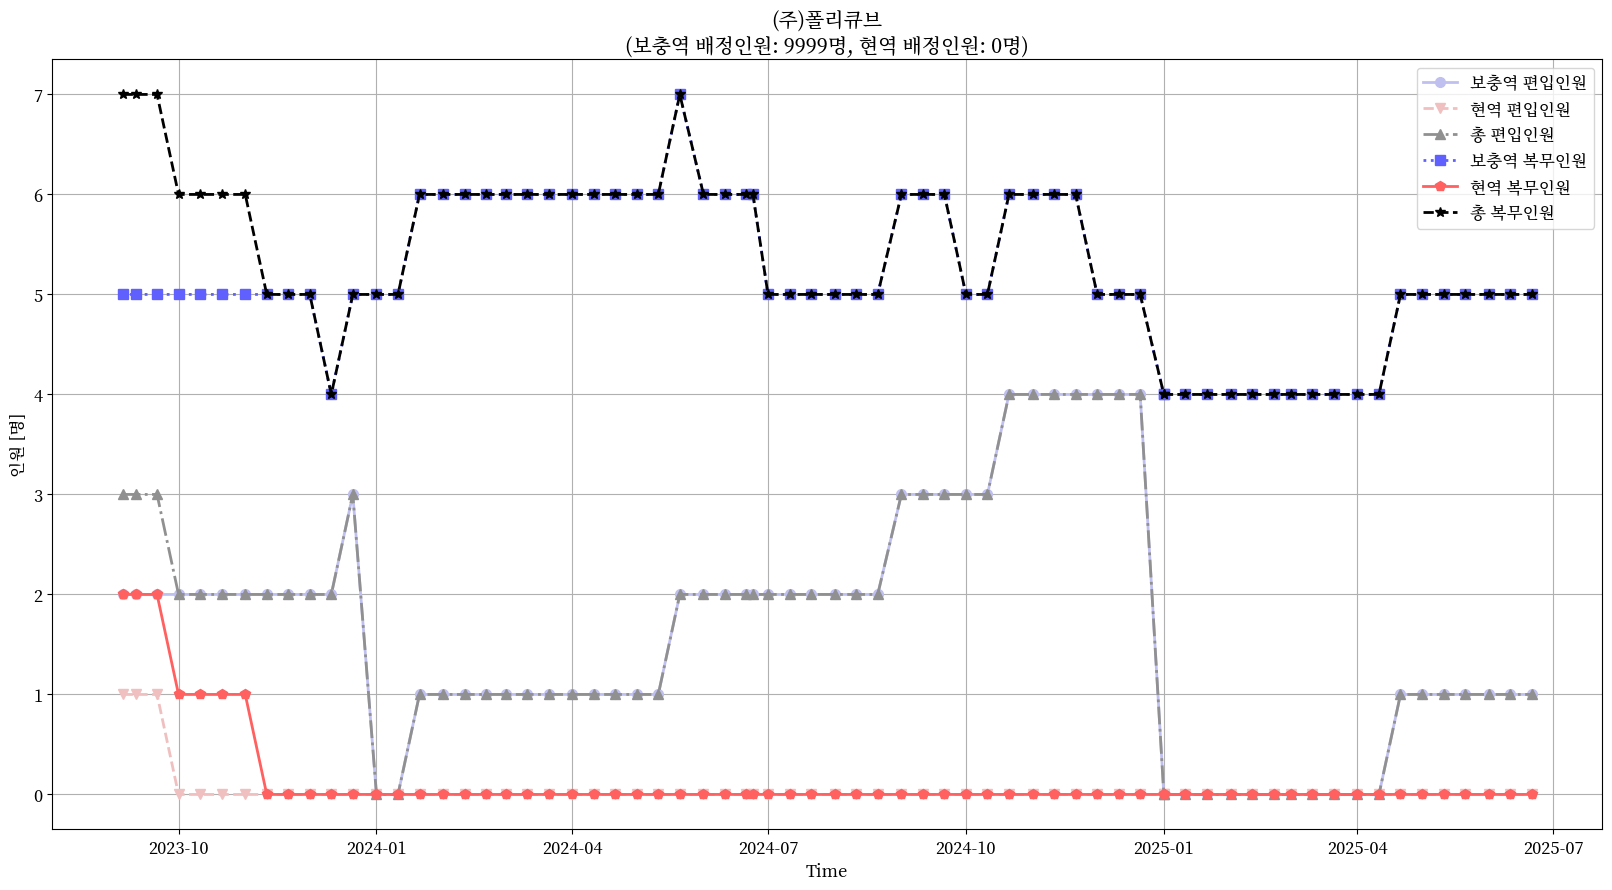 (주)폴리큐브
(보충역 배정인원: 9999명, 현역 배정인원: 0명)
7
6
5
4
3
2
1
0
인원 [명]
보충역 편입인원
현역 편입인원
총 편입인원
보충역 복무인원
현역 복무인원
총 복무인원
2023-10
2024-01
2024-04
2024-07
2024-10
2025-01
2025-04
2025-07
Time